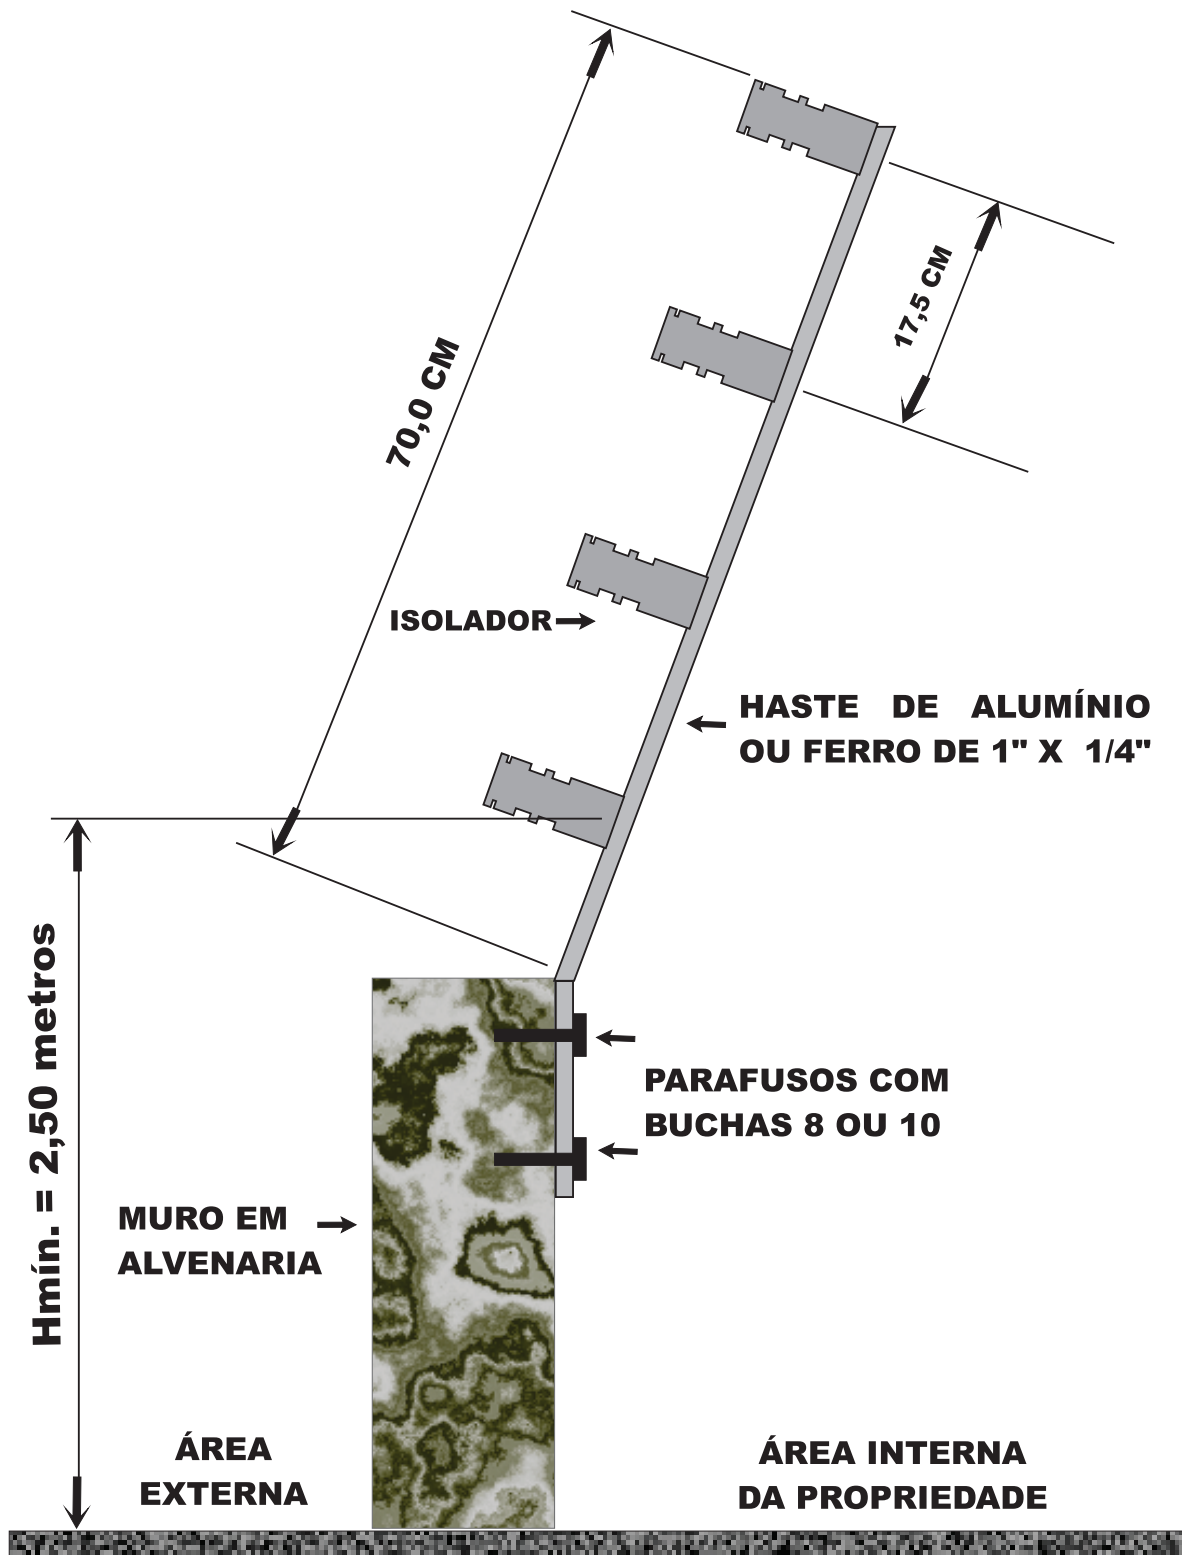 17,5 CM
70,0 CM
ISOLADOR
HASTE DE ALUMÍNIO
OU FERRO DE 1" X 1/4"
Hmín. = 2,50 metros
PARAFUSOS COM
BUCHAS 8 OU 10
MURO EM
ALVENARIA
ÁREA
EXTERNA
ÁREA INTERNA
DA PROPRIEDADE